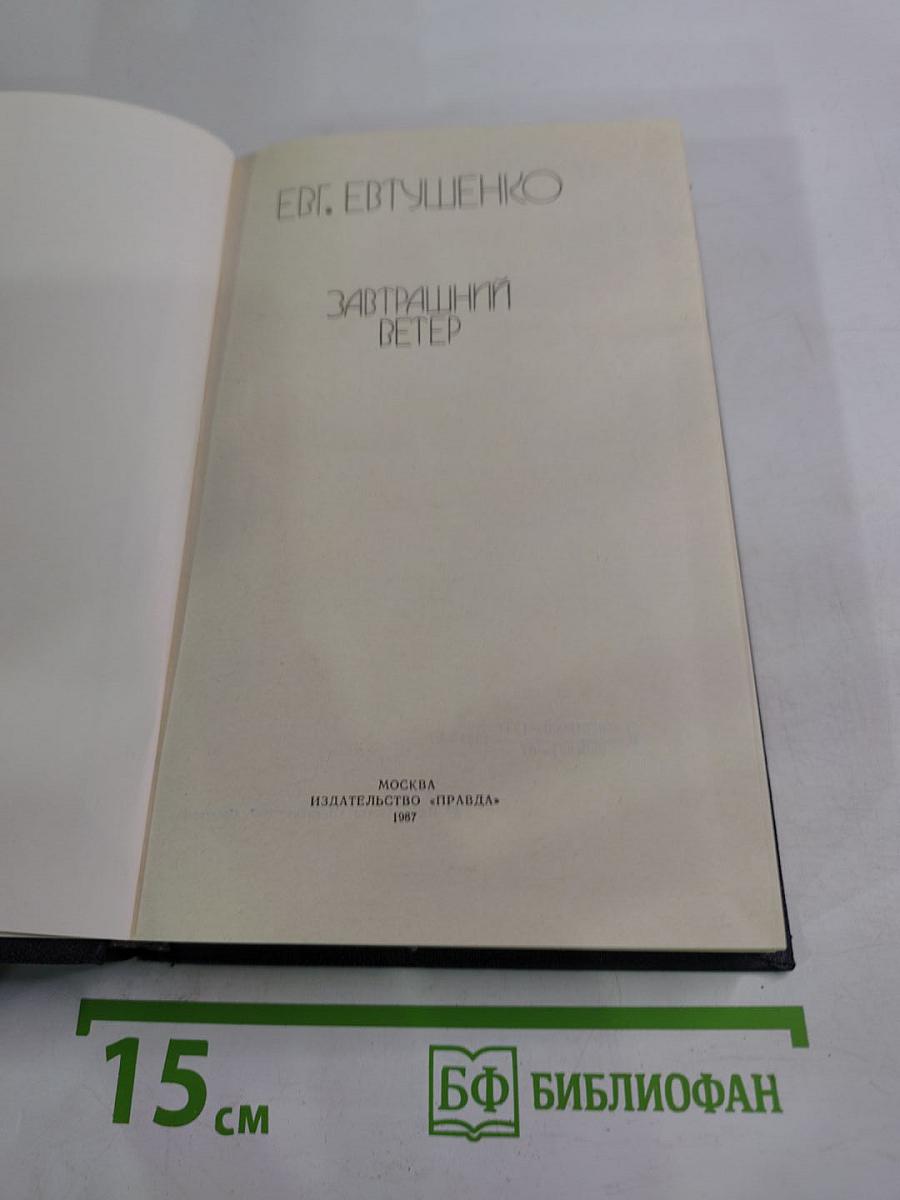 ЕВГ. ЕВТУШЕНКО
ЗАВТРАШНИЙ
ВЕТЕР
МОСКВА
ИЗДАТЕЛЬСТВО «ПРАВДА»
1987
15 см
БФ БИБЛИОФАН